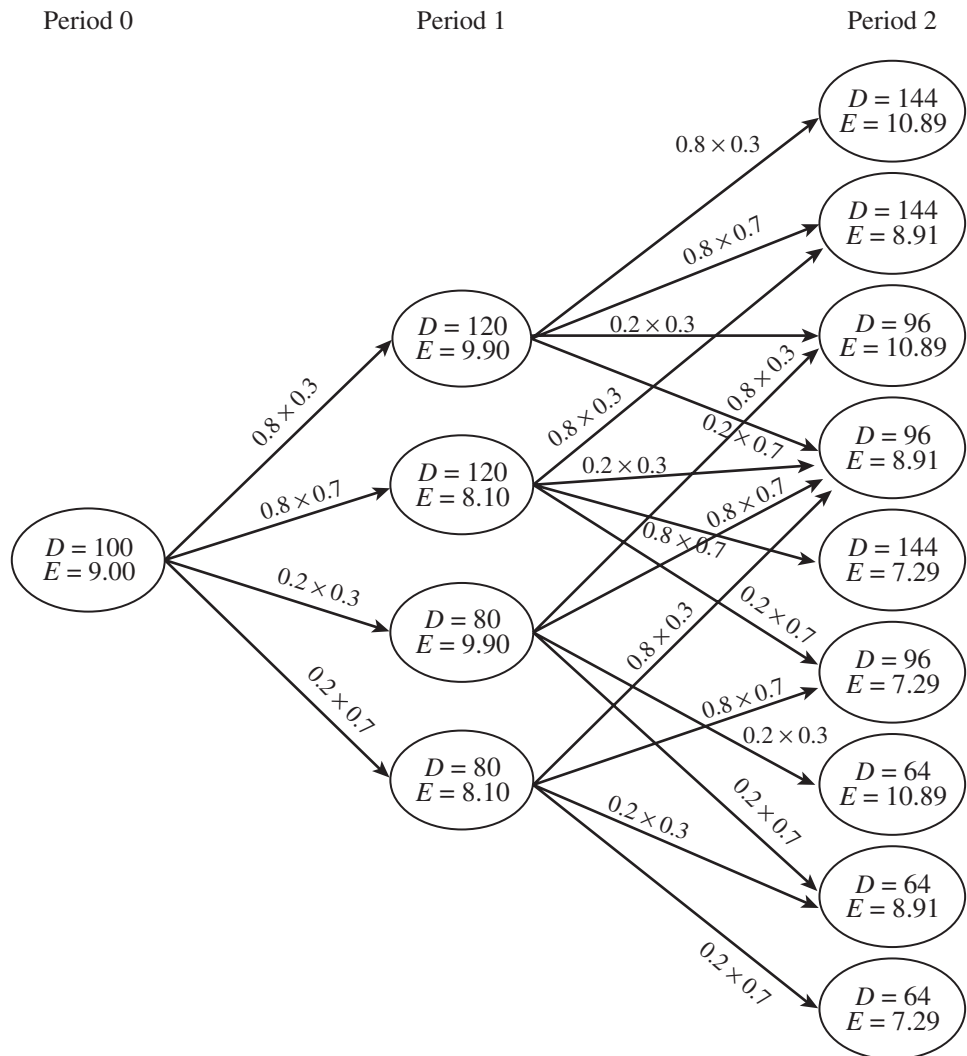 Period 0
Period 1
Period 2
D = 144
E = 10.89
0.8 × 0.3
D = 144
E = 8.91
0.8 × 0.7
D = 120
E = 9.90
0.2 × 0.3
D = 96
E = 10.89
0.8 × 0.3
0.8 × 0.3
0.8 × 0.3
0.2 × 0.7
D = 96
E = 8.91
0.2 × 0.3
D = 120
E = 8.10
0.8 × 0.7
0.8 × 0.7
0.8 × 0.7
D = 100
E = 9.00
D = 144
E = 7.29
0.2 × 0.3
0.2 × 0.7
D = 80
E = 9.90
0.8 × 0.3
D = 96
E = 7.29
0.2 × 0.7
0.8 × 0.7
0.2 × 0.3
D = 80
E = 8.10
D = 64
E = 10.89
0.2 × 0.3
0.2 × 0.7
D = 64
E = 8.91
0.2 × 0.7
D = 64
E = 7.29